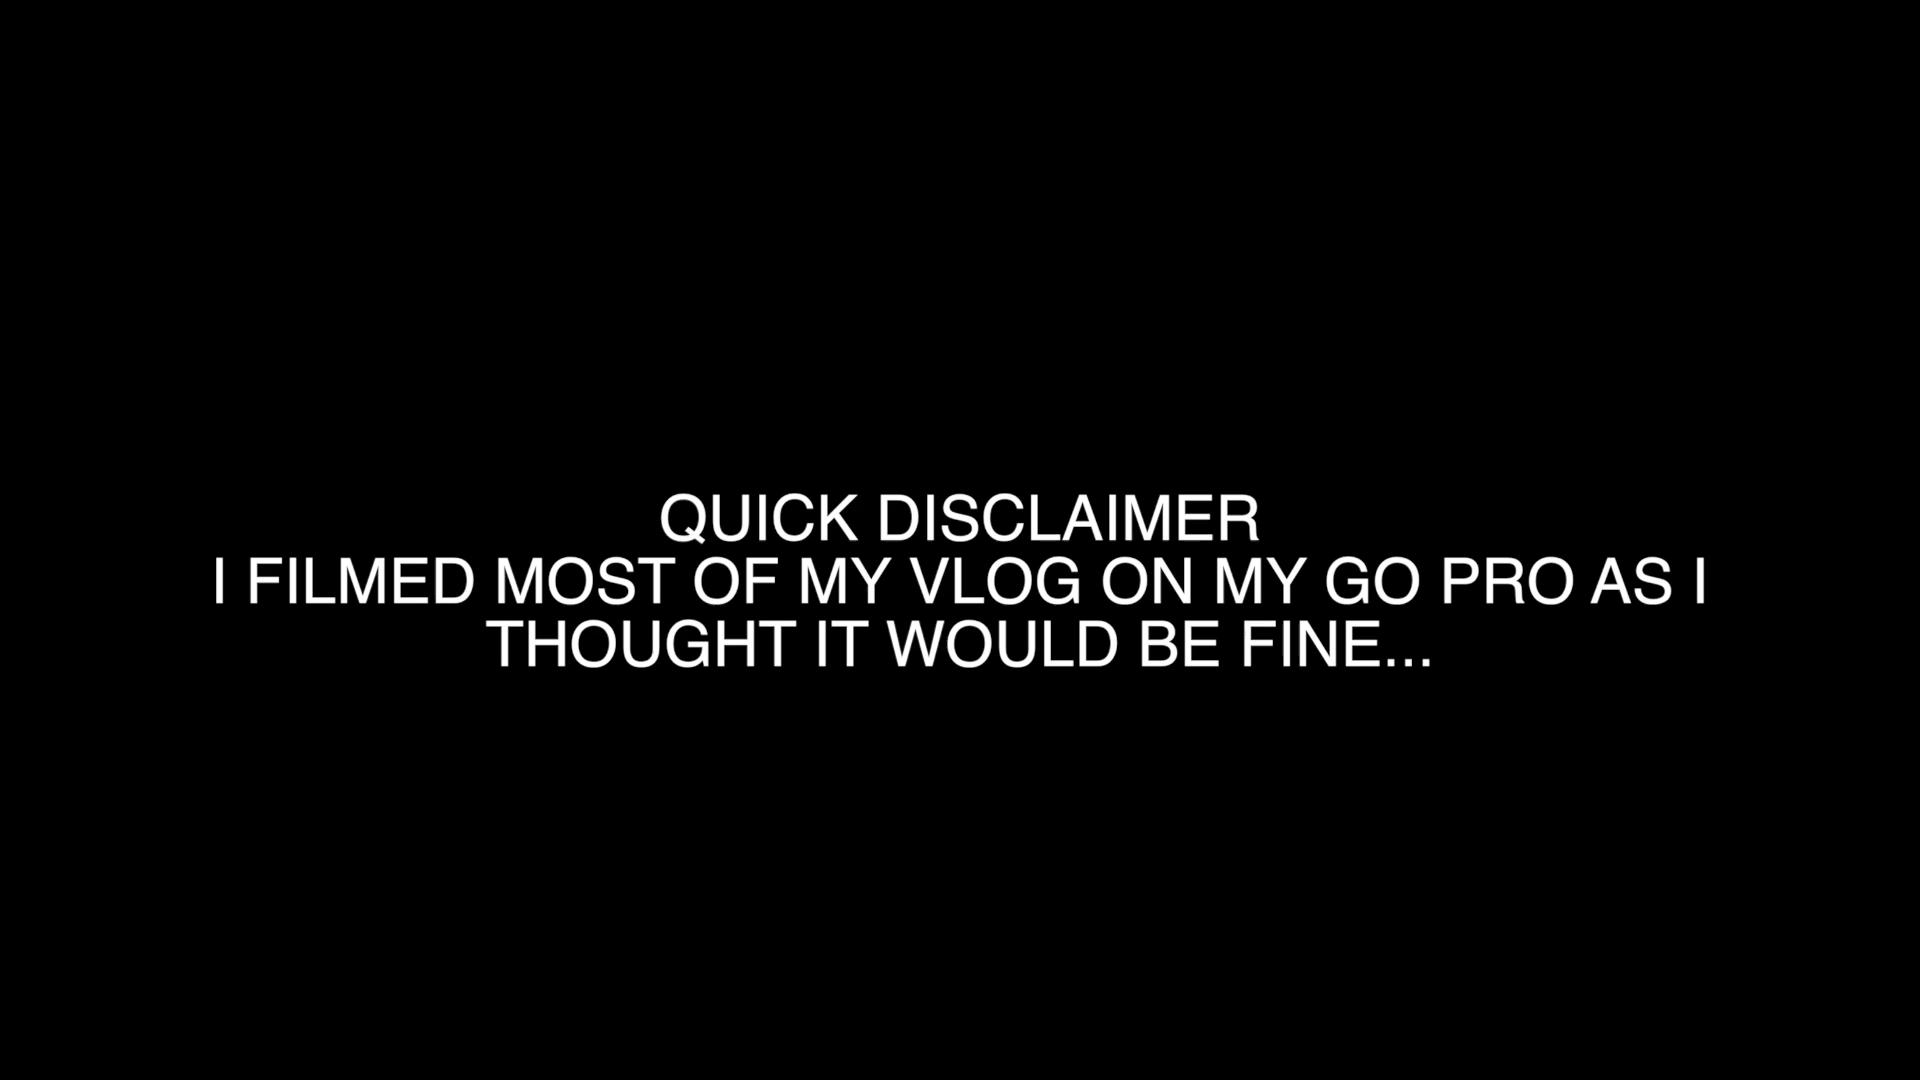 QUICK DISCLAIMER
I FILMED MOST OF MY VLOG ON MY GO PRO AS I
THOUGHT IT WOULD BE FINE...